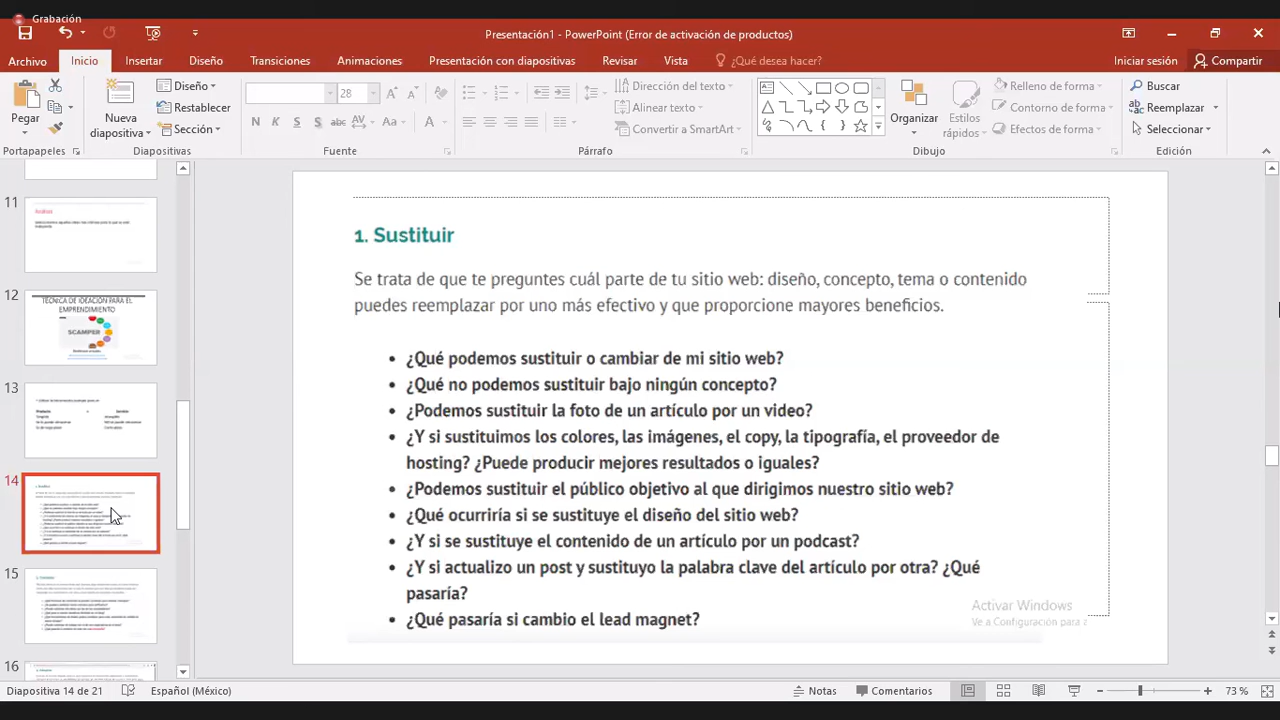 Grabación
Presentación1 - PowerPoint (Error de activación de productos)
Archivo Inicio Insertar Diseño Transiciones Animaciones Presentación con diapositivas Revisar Vista ¿Qué desea hacer? Iniciar sesión Compartir
Pegar
Nueva diapositiva
Diseño
Restablecer
Sección
28
N K S S abc AV Aa A
Dirección del texto
Alinear texto
Convertir a SmartArt
Organizar
Estilos rápidos
Relleno de forma
Contorno de forma
Efectos de forma
Buscar
Reemplazar
Seleccionar
Portapapeles Diapositivas Fuente Párrafo Dibujo Edición
11
Análisis
12
TÉCNICA DE IDEACIÓN PARA EL
EMPRENDIMIENTO
SCAMPER
13
14
15
16
1. Sustituir
Se trata de que te preguntes cuál parte de tu sitio web: diseño, concepto, tema o contenido
puedes reemplazar por uno más efectivo y que proporcione mayores beneficios.
• ¿Qué podemos sustituir o cambiar de mi sitio web?
• ¿Qué no podemos sustituir bajo ningún concepto?
• ¿Podemos sustituir la foto de un artículo por un video?
• ¿Y si sustituimos los colores, las imágenes, el copy, la tipografía, el proveedor de
hosting? ¿Puede producir mejores resultados o iguales?
• ¿Podemos sustituir el público objetivo al que dirigimos nuestro sitio web?
• ¿Qué ocurriría si se sustituye el diseño del sitio web?
• ¿Y si se sustituye el contenido de un artículo por un podcast?
• ¿Y si actualizo un post y sustituyo la palabra clave del artículo por otra? ¿Qué
pasaría?
• ¿Qué pasaría si cambio el lead magnet?
Activar Windows
Ve a Configuración para a
Diapositiva 14 de 21 Español (México) Notas Comentarios 73 %